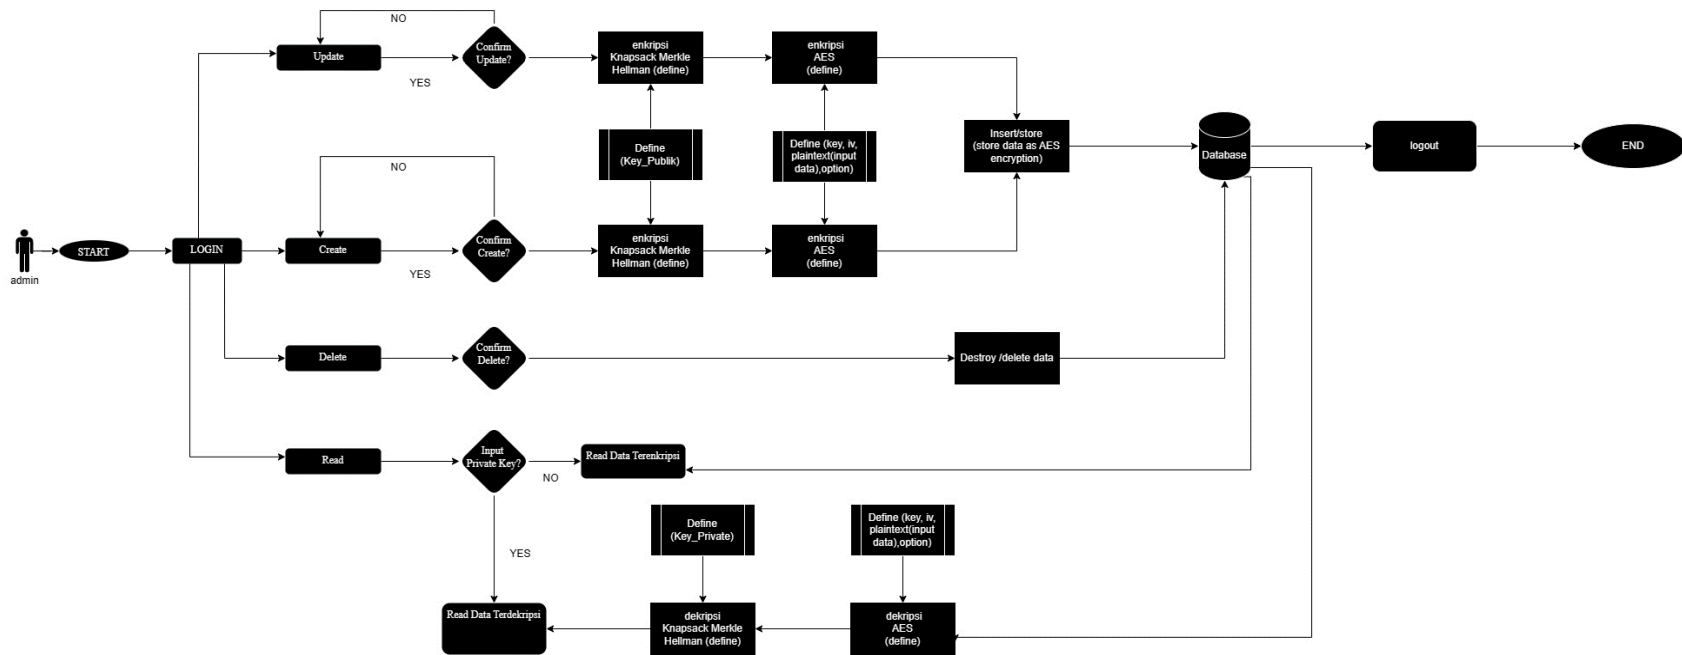 NO
Update
Confirm
Update?
YES
enkripsi
Knapsack Merkle
Hellman (define)
enkripsi
AES
(define)
Define
(Key_Publik)
Define (key, iv,
plaintext(input
data),option)
Insert/store
(store data as AES
encryption)
Database
logout
END
NO
admin
START
LOGIN
Create
Confirm
Create?
YES
enkripsi
Knapsack Merkle
Hellman (define)
enkripsi
AES
(define)
Delete
Confirm
Delete?
Destroy /delete data
Read
Input
Private Key?
NO
Read Data Terenkripsi
YES
Define
(Key_Private)
Define (key, iv,
plaintext(input
data),option)
Read Data Terdekripsi
dekripsi
Knapsack Merkle
Hellman (define)
dekripsi
AES
(define)